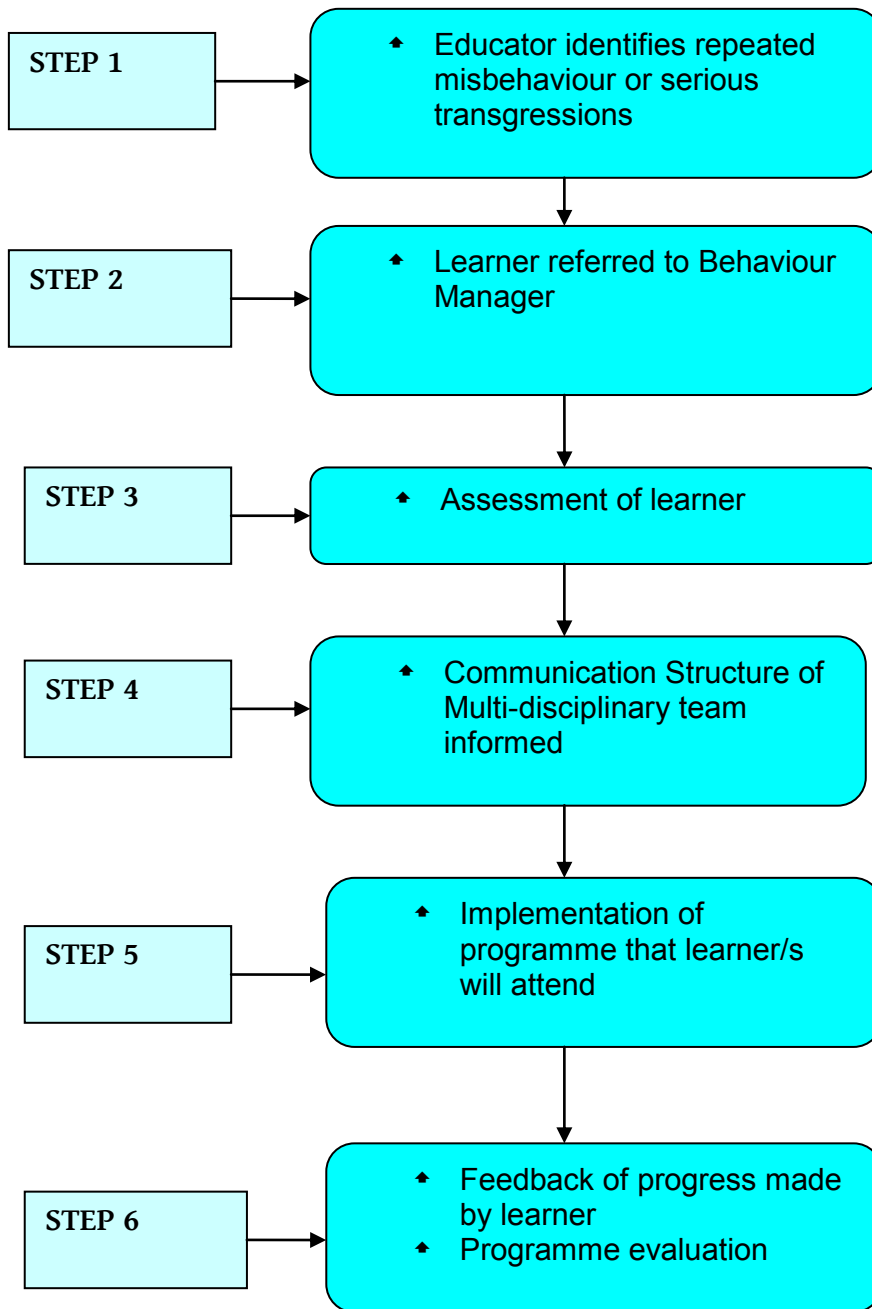 STEP 1
Educator identifies repeated
misbehaviour or serious
transgressions
STEP 2
Learner referred to Behaviour
Manager
STEP 3
Assessment of learner
STEP 4
Communication Structure of
Multi-disciplinary team
informed
STEP 5
Implementation of
programme that learner/s
will attend
STEP 6
Feedback of progress made
by learner
Programme evaluation